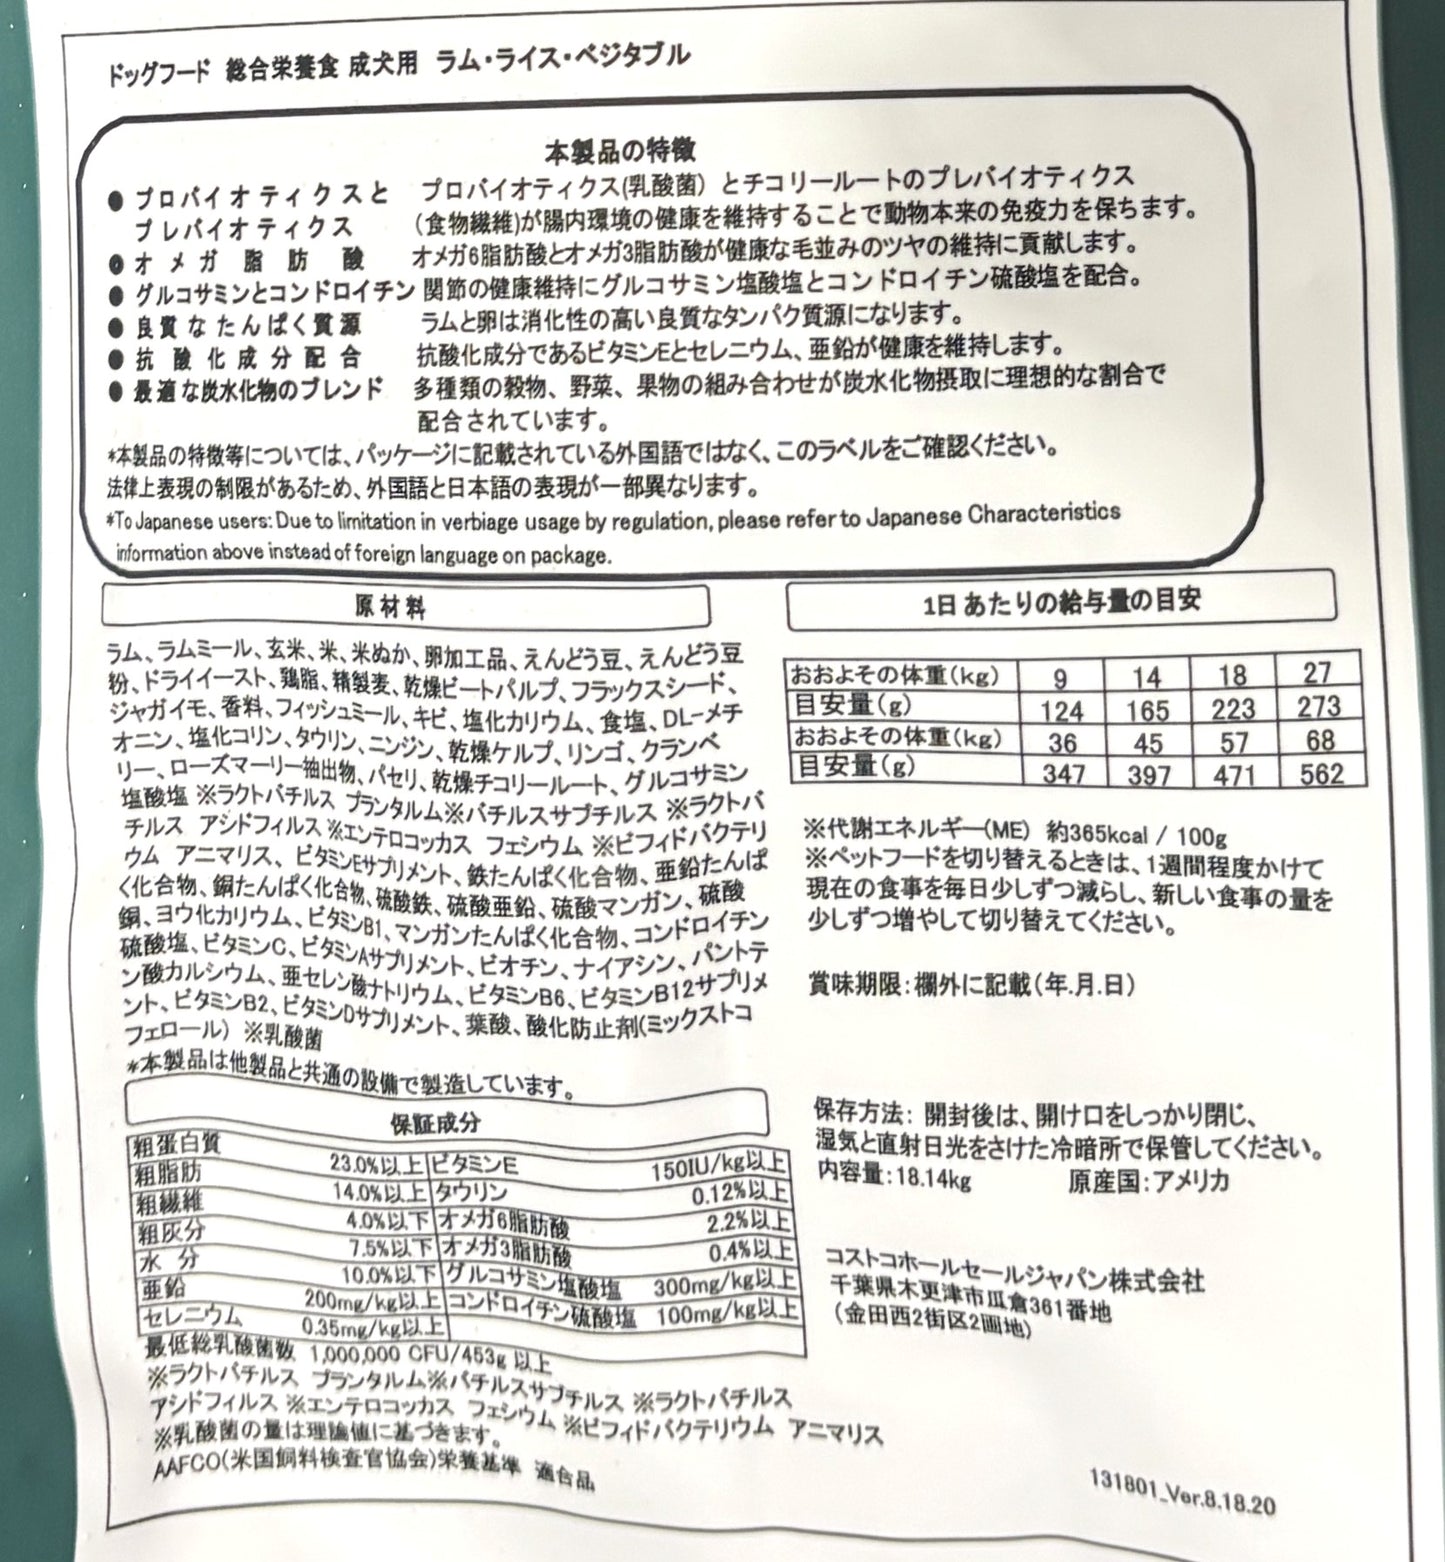 ドッグフード 総合栄養食 成犬用 ラム・ライス・ベジタブル
本製品の特徴
● プロバイオティクスと プロバイオティクス(乳酸菌) とチコリールートのプレバイオティクス
プレバイオティクス (食物繊維)が腸内環境の健康を維持することで動物本来の免疫力を保ちます。
● オメガ脂肪酸 オメガ6脂肪酸とオメガ3脂肪酸が健康な毛並みのツヤの維持に貢献します。
● グルコサミンとコンドロイチン 関節の健康維持にグルコサミン塩酸塩とコンドロイチン硫酸塩を配合。
● 良質なたんぱく質源 ラムと卵は消化性の高い良質なタンパク質源になります。
● 抗酸化成分配合 抗酸化成分であるビタミンEとセレニウム、亜鉛が健康を維持します。
● 最適な炭水化物のブレンド 多種類の穀物、野菜、果物の組み合わせが炭水化物摂取に理想的な割合で
配合されています。
*本製品の特徴等については、パッケージに記載されている外国語ではなく、このラベルをご確認ください。
法律上表現の制限があるため、外国語と日本語の表現が一部異なります。
*To Japanese users: Due to limitation in verbiage usage by regulation, please refer to Japanese Characteristics
information above instead of foreign language on package.
原材料
ラム、ラムミール、玄米、米、米ぬか、卵加工品、えんどう豆、えんどう豆
粉、ドライイースト、鶏脂、精製麦、乾燥ビートパルプ、フラックスシード、
ジャガイモ、香料、フィッシュミール、キビ、塩化カリウム、食塩、DL-メチ
オニン、塩化コリン、タウリン、ニンジン、乾燥ケルプ、リンゴ、クランベ
リー、ローズマリー抽出物、パセリ、乾燥チコリールート、グルコサミン
塩酸塩 ※ラクトバチルス プランタルム※バチルスサブチルス ※ラクトバ
チルス アシドフィルス ※エンテロコッカス フェシウム ※ビフィドバクテリ
ウム アニマリス、ビタミンEサプリメント、鉄たんぱく化合物、亜鉛たんぱ
く化合物、銅たんぱく化合物、硫酸鉄、硫酸亜鉛、硫酸マンガン、硫酸
銅、ヨウ化カリウム、ビタミンB1、マンガンたんぱく化合物、コンドロイチン
硫酸塩、ビタミンC、ビタミンAサプリメント、ビオチン、ナイアシン、パントテ
ン酸カルシウム、亜セレン酸ナトリウム、ビタミンB6、ビタミンB12サプリメ
ント、ビタミンB2、ビタミンDサプリメント、葉酸、酸化防止剤(ミックストコ
フェロール) ※乳酸菌
*本製品は他製品と共通の設備で製造しています。
保証成分
粗蛋白質 23.0%以上 ビタミンE 150IU/kg以上
粗脂肪 14.0%以上 タウリン 0.12%以上
粗繊維 4.0%以下 オメガ6脂肪酸 2.2%以上
粗灰分 7.5%以下 オメガ3脂肪酸 0.4%以上
水 分 10.0%以下 グルコサミン塩酸塩 300mg/kg以上
亜鉛 200mg/kg以上 コンドロイチン硫酸塩 100mg/kg以上
セレニウム 0.35mg/kg以上
最低総乳酸菌数 1,000,000 CFU/453g 以上
※ラクトバチルス プランタルム※バチルスサブチルス ※ラクトバチルス
アシドフィルス ※エンテロコッカス フェシウム ※ビフィドバクテリウム アニマリス
※乳酸菌の量は理論値に基づきます。
AAFCO(米国飼料検査官協会)栄養基準 適合品
1日あたりの給与量の目安
おおよその体重(kg) 9 14 18 27
目安量(g) 124 165 223 273
おおよその体重(kg) 36 45 57 68
目安量(g) 347 397 471 562
※代謝エネルギー(ME) 約365kcal / 100g
※ペットフードを切り替えるときは、1週間程度かけて
現在の食事を毎日少しずつ減らし、新しい食事の量を
少しずつ増やして切り替えてください。
賞味期限:欄外に記載(年.月.日)
保存方法: 開封後は、開け口をしっかり閉じ、
湿気と直射日光をさけた冷暗所で保管してください。
内容量:18.14kg 原産国:アメリカ
コストコホールセールジャパン株式会社
千葉県木更津市瓜倉361番地
(金田西2街区2画地)
131801_Ver.8.18.20